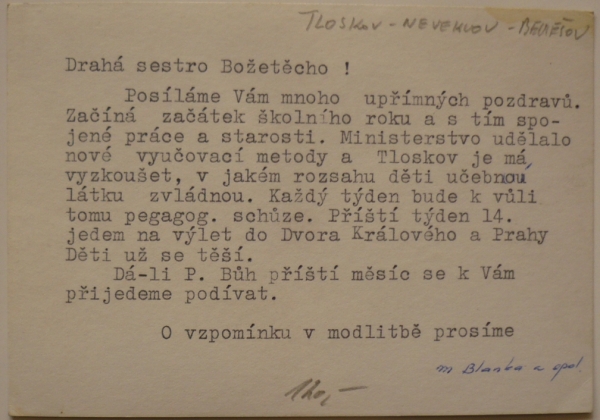 TLOSKOV - NEVEKLOV - BENEŠOV
Drahá sestro Božetěcho !
Posíláme Vám mnoho upřímných pozdravů.
Začíná začátek školního roku a s tím spo-
jené práce a starosti. Ministerstvo udělalo
nové vyučovací metody a Tloskov je má
vyzkoušet, v jakém rozsahu děti učebnou
látku zvládnou. Každý týden bude k vůli
tomu pegagog. schůze. Příští týden 14.
jedem na výlet do Dvora Králového a Prahy
Děti už se těší.
Dá-li P. Bůh příští měsíc se k Vám
přijedeme podívat.
O vzpomínku v modlitbě prosíme
m Blanka a spol.